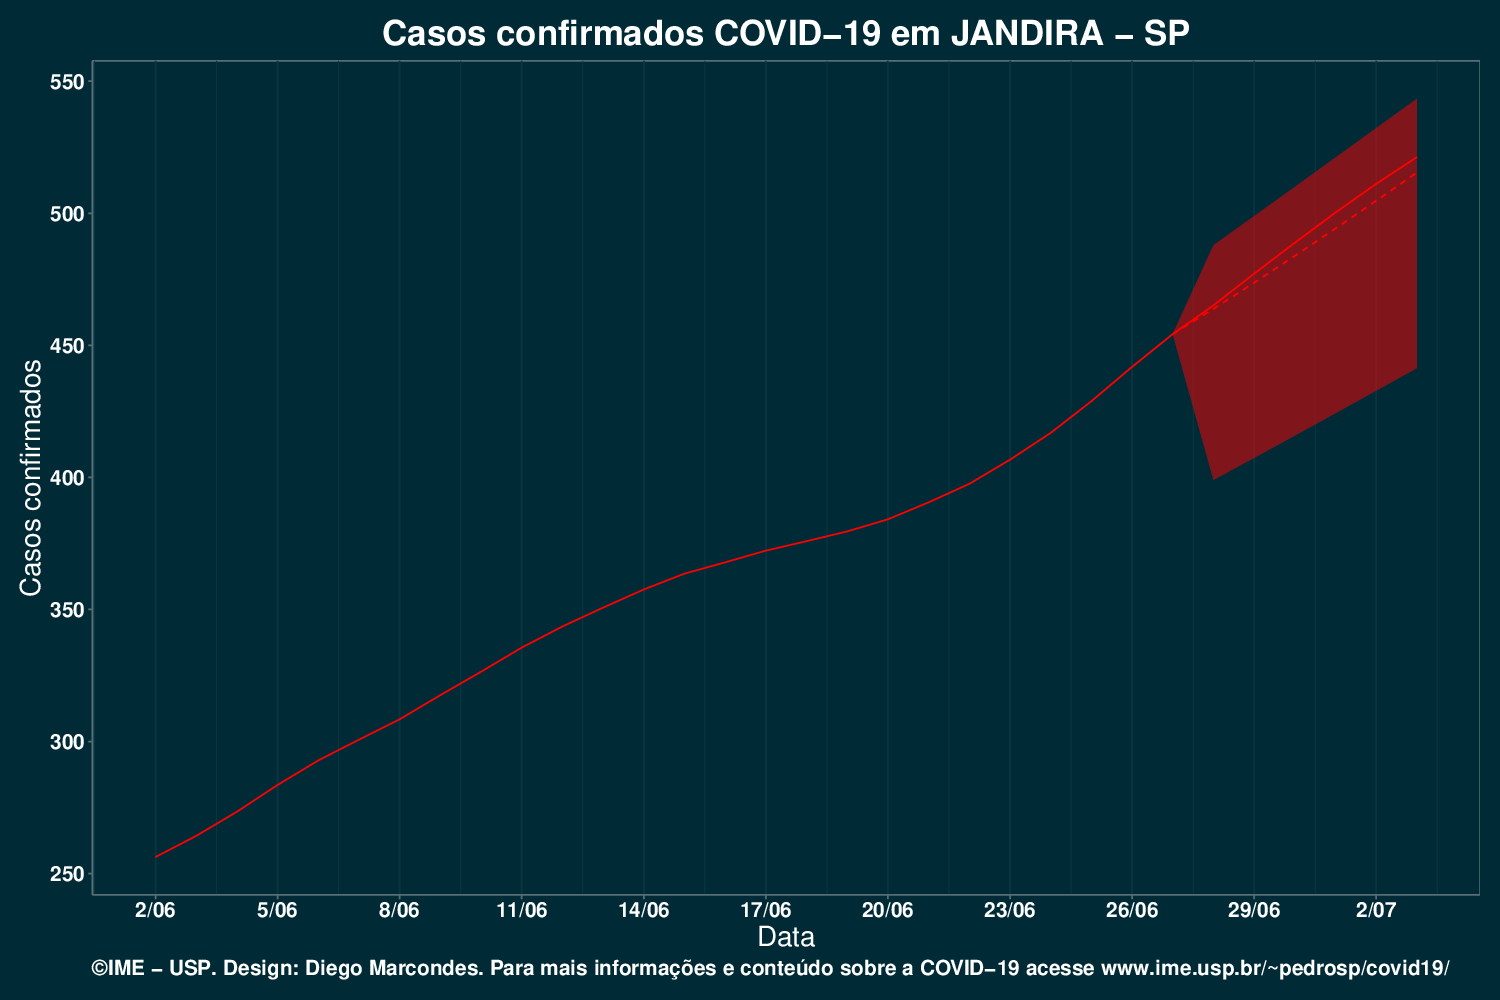 Casos confirmados COVID−19 em JANDIRA − SP
550
500
450
400
350
300
250
Casos confirmados
2/06 5/06 8/06 11/06 14/06 17/06 20/06 23/06 26/06 29/06 2/07
Data
©IME − USP. Design: Diego Marcondes. Para mais informações e conteúdo sobre a COVID−19 acesse www.ime.usp.br/~pedrosp/covid19/